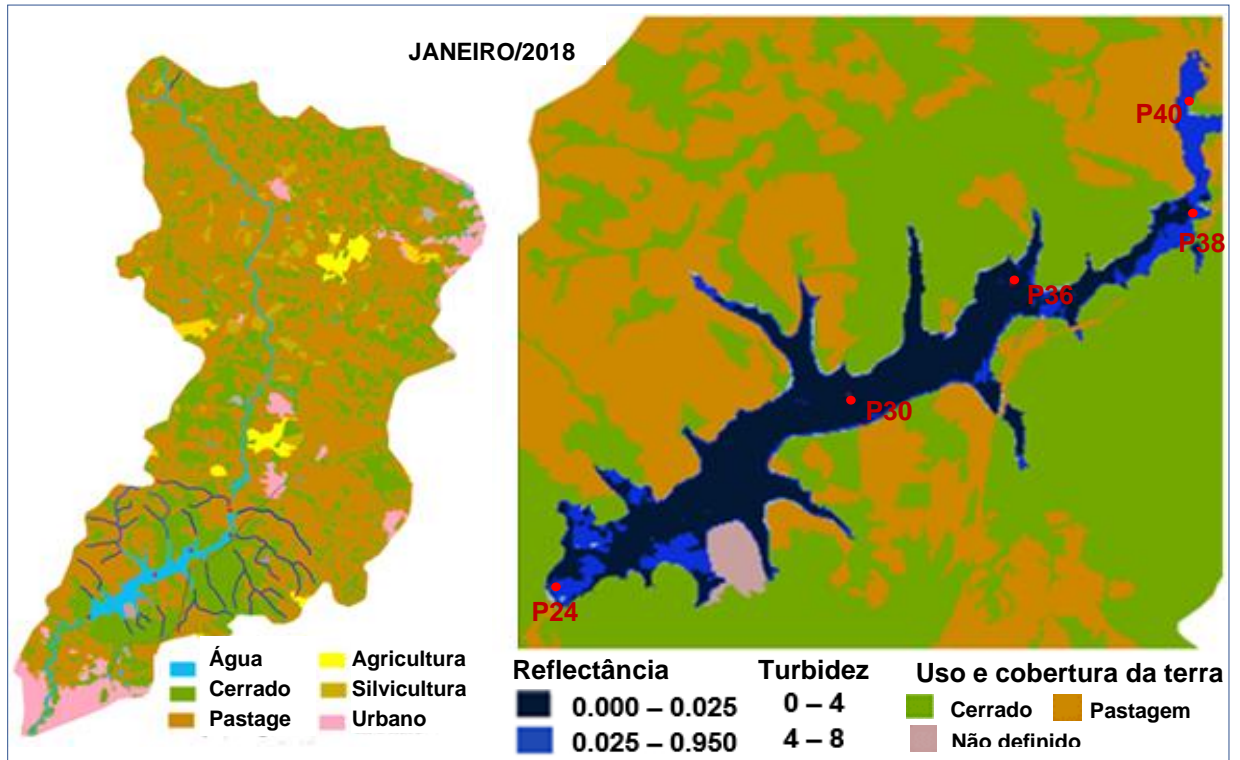 JANEIRO/2018
P40
P38
P36
P30
P24
Água
Cerrado
Pastage
Agricultura
Silvicultura
Urbano
Reflectância Turbidez
0.000 – 0.025 0 – 4
0.025 – 0.950 4 – 8
Uso e cobertura da terra
Cerrado Pastagem
Não definido